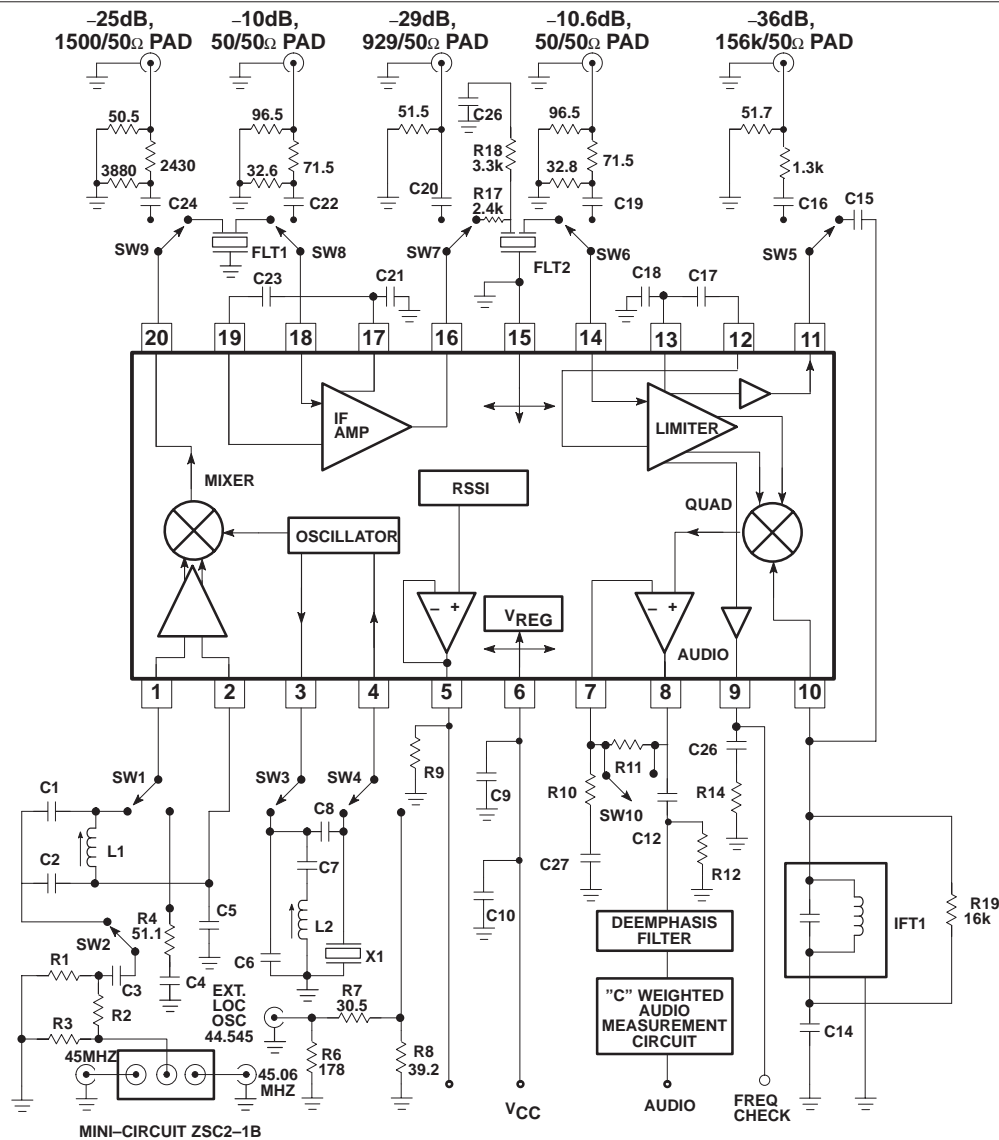 –25dB,
1500/50Ω PAD
–10dB,
50/50Ω PAD
–29dB,
929/50Ω PAD
–10.6dB,
50/50Ω PAD
–36dB,
156k/50Ω PAD
50.5
2430
3880
C24
96.5
71.5
32.6
C22
51.5
C20
C26
R18
3.3k
R17
2.4k
96.5
71.5
32.8
C19
51.7
1.3k
C16
C15
SW9
FLT1
SW8
SW7
FLT2
SW6
SW5
C23
C21
C18
C17
20
19
18
17
16
15
14
13
12
11
IF
AMP
LIMITER
MIXER
RSSI
QUAD
OSCILLATOR
– +
VREG
– +
AUDIO
1
2
3
4
5
6
7
8
9
10
SW1
C1
L1
C2
SW2
R4
51.1
C5
C4
C3
R1
R2
R3
45MHZ
45.06
MHZ
MINI–CIRCUIT ZSC2–1B
SW3
SW4
C8
C7
L2
C6
X1
EXT.
LOC
OSC
44.545
R7
30.5
R6
178
R8
39.2
R9
C9
C10
VCC
R11
R10
SW10
C27
C12
R12
C26
R14
DEEMPHASIS
FILTER
"C" WEIGHTED
AUDIO
MEASUREMENT
CIRCUIT
AUDIO
FREQ
CHECK
IFT1
R19
16k
C14